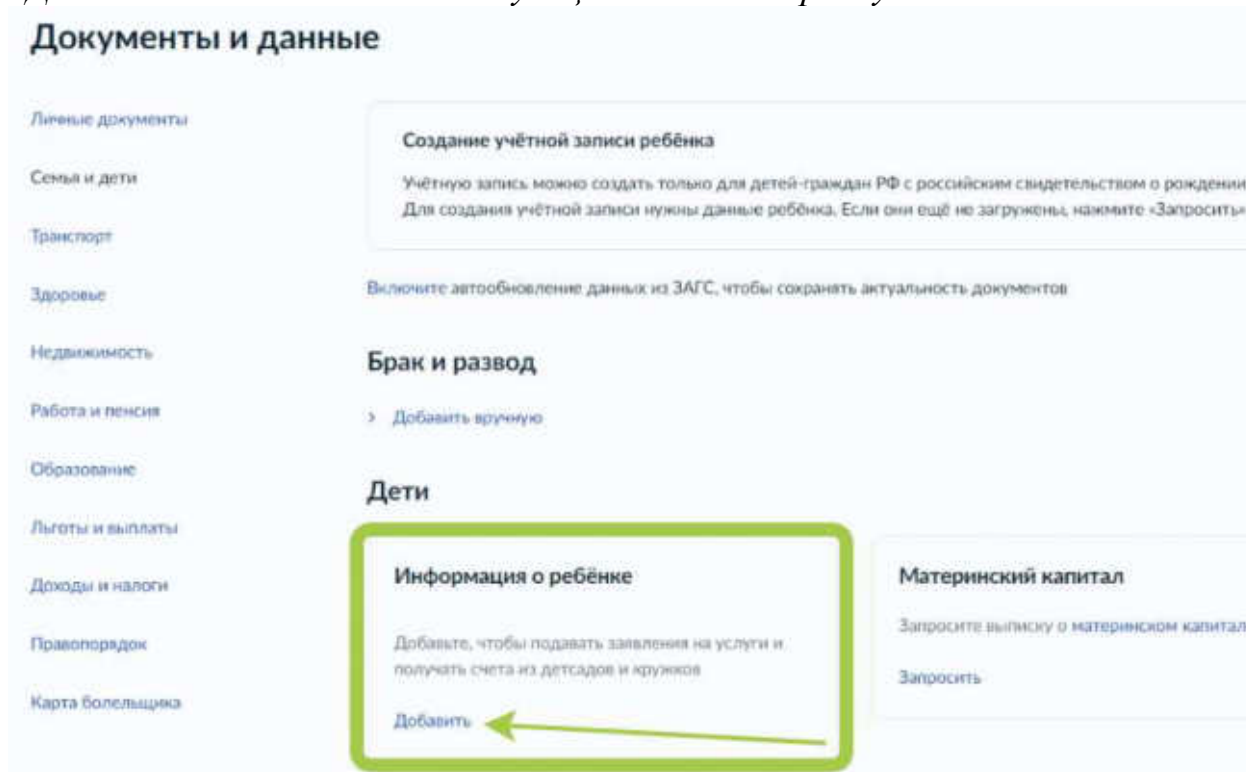 Документы и данные
Личные документы
Семья и дети
Транспорт
Здоровье
Недвижимость
Работа и пенсия
Образование
Льготы и выплаты
Доходы и налоги
Правопорядок
Карта болельщика
Создание учётной записи ребёнка
Учётную запись можно создать только для детей-граждан РФ с российским свидетельством о рождении
Для создания учётной записи нужны данные ребёнка. Если они ещё не загружены, нажмите «Запросить»
Включите автообновление данных из ЗАГС, чтобы сохранять актуальность документов
Брак и развод
> Добавить вручную
Дети
Информация о ребёнке
Добавьте, чтобы подавать заявления на услуги и
получать счета из детсадов и кружков
Добавить
Материнский капитал
Запросите выписку о материнском капитал
Запросить